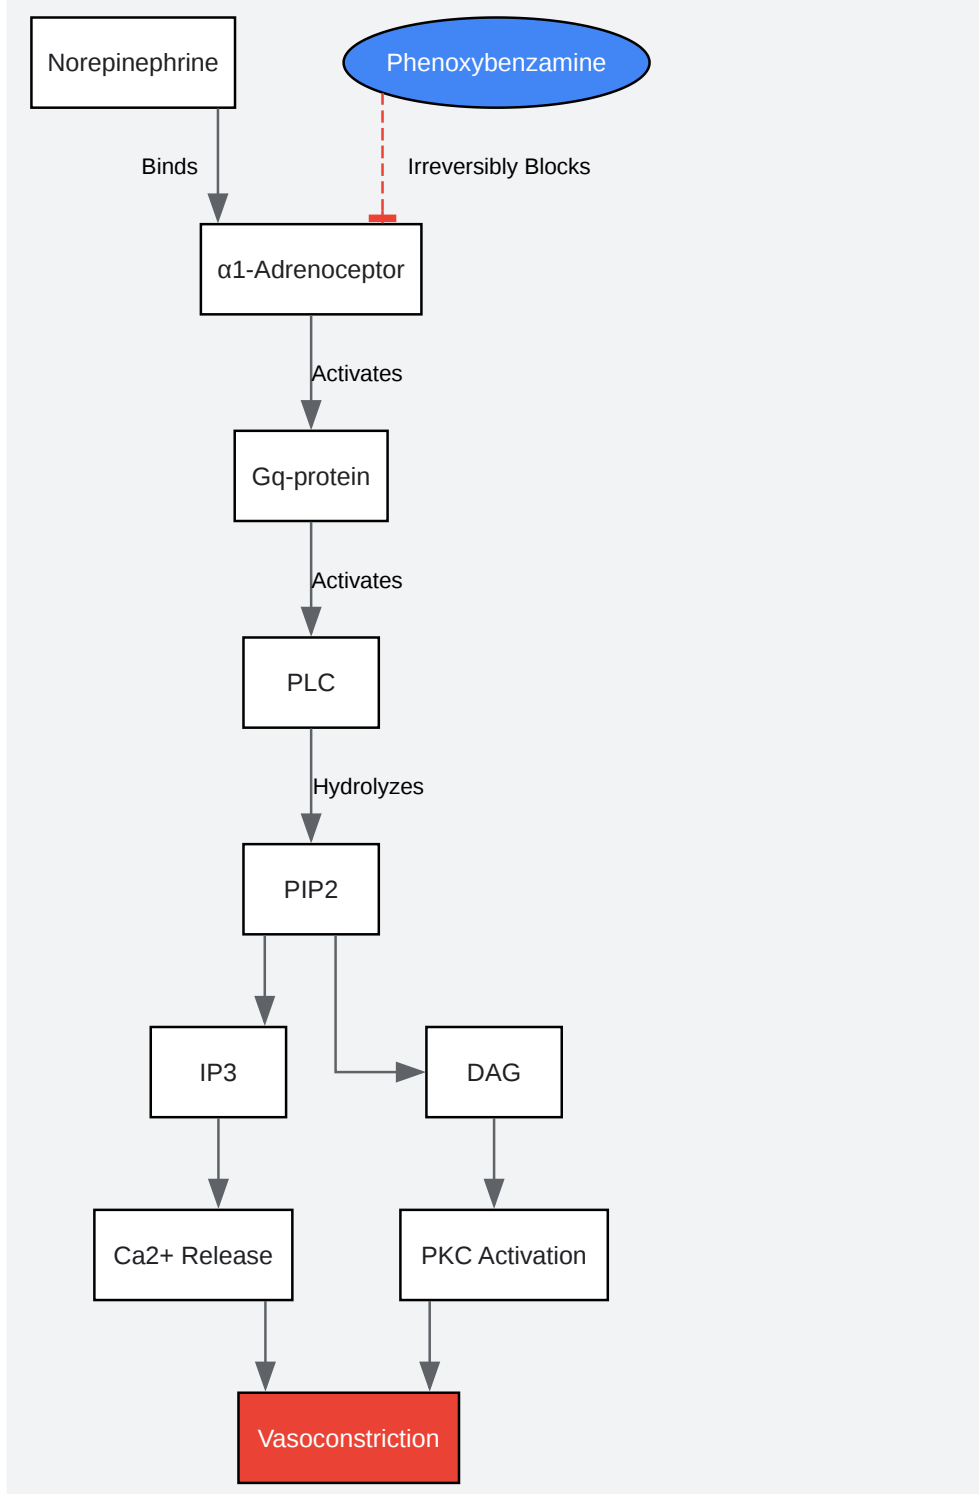 Norepinephrine
Phenoxybenzamine
Binds
Irreversibly Blocks
α1-Adrenoceptor
Activates
Gq-protein
Activates
PLC
Hydrolyzes
PIP2
IP3
DAG
Ca2+ Release
PKC Activation
Vasoconstriction